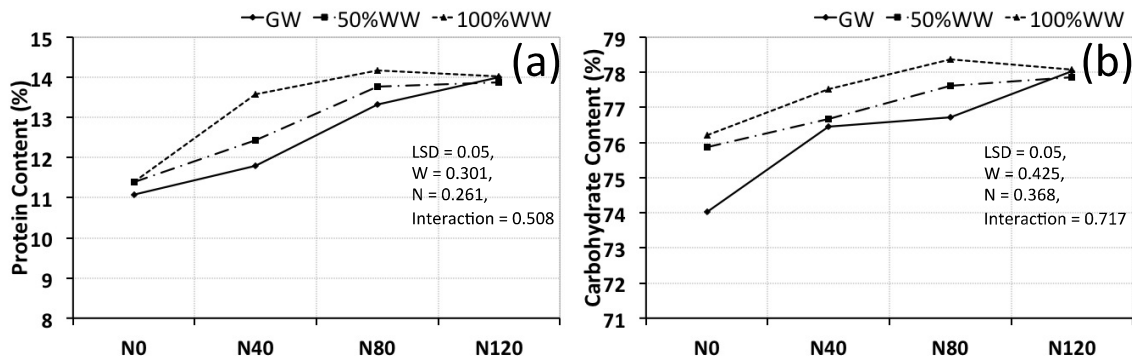 GW 50%WW 100%WW
(a)
Protein Content (%)
15
14
13
12
11
10
9
8
LSD = 0.05,
W = 0.301,
N = 0.261,
Interaction = 0.508
N0 N40 N80 N120
GW 50%WW 100%WW
(b)
Carbohydrate Content (%)
79
78
77
76
75
74
73
72
71
LSD = 0.05,
W = 0.425,
N = 0.368,
Interaction = 0.717
N0 N40 N80 N120